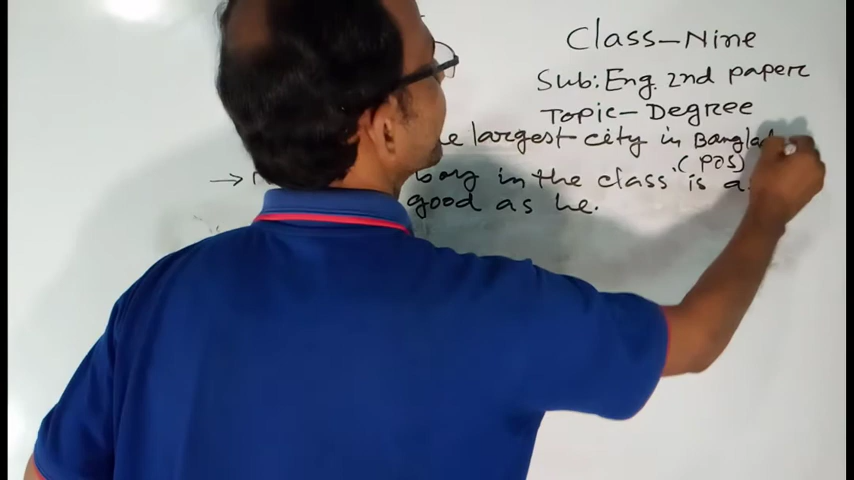 Class-Nine
Sub: Eng. 2nd paper
Topic- Degree
largest city in
(pos)
→ boy in the class is
good as he.